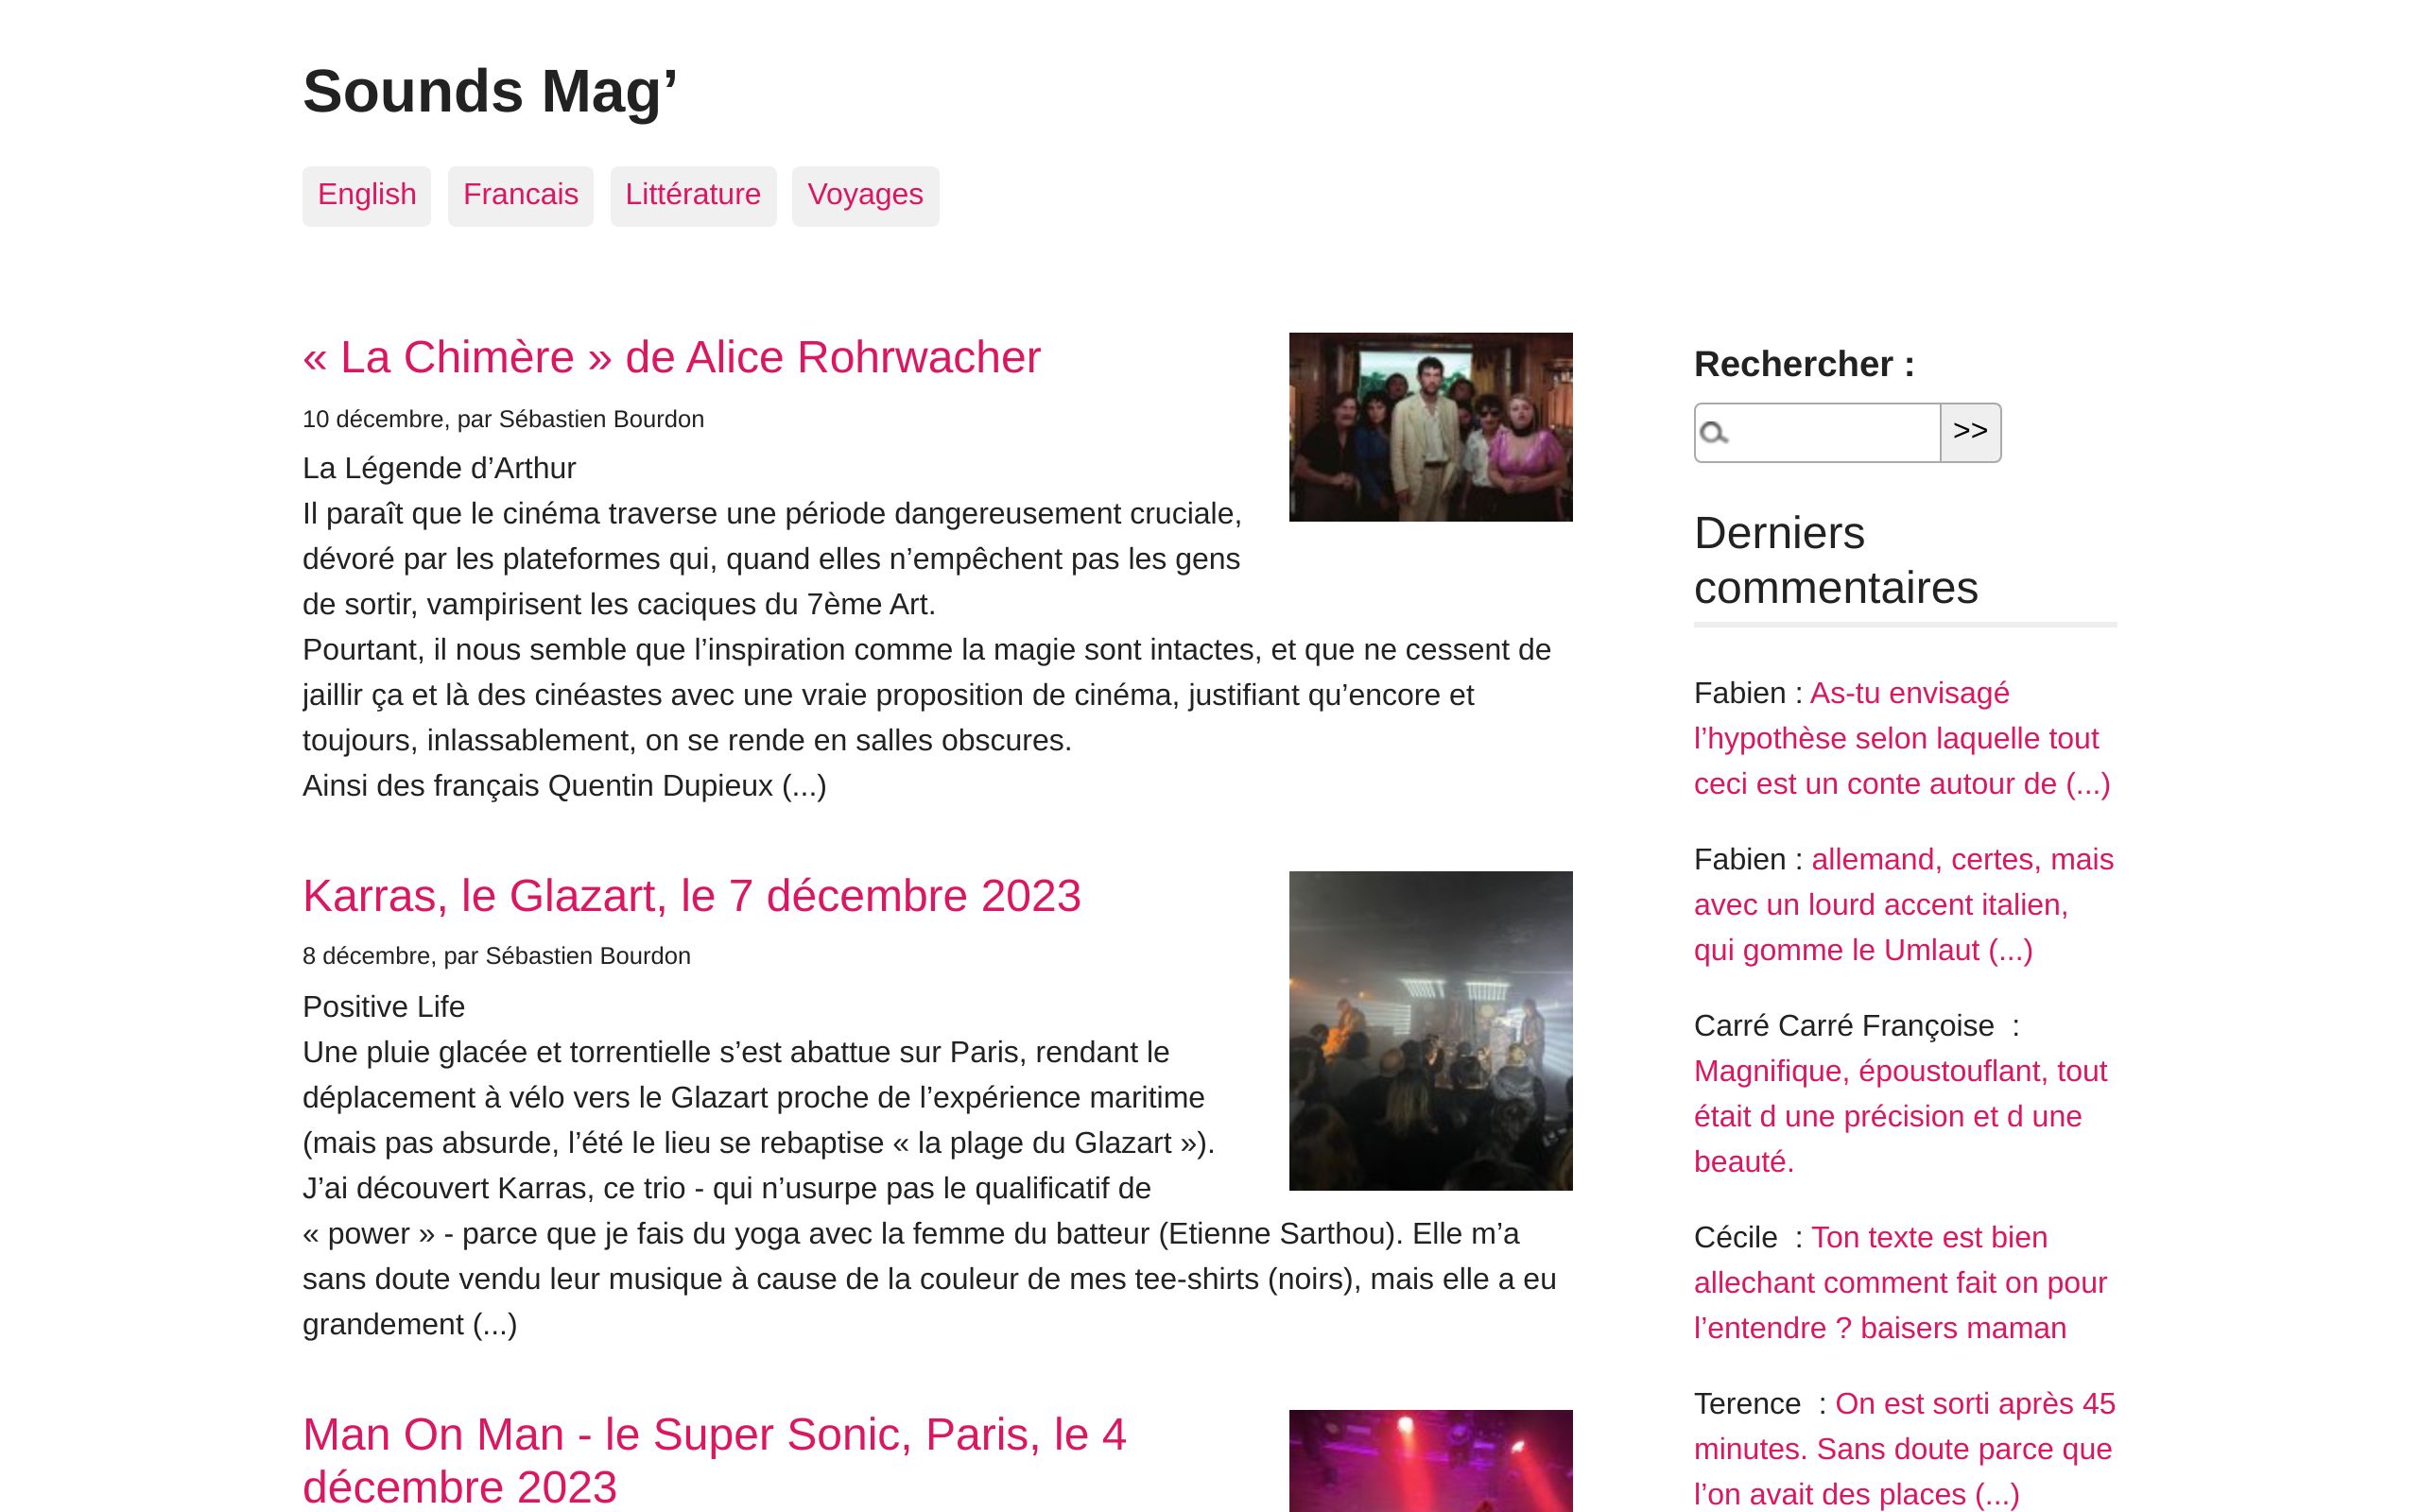 Sounds Mag’
English Francais Littérature Voyages
« La Chimère » de Alice Rohrwacher
10 décembre, par Sébastien Bourdon
La Légende d’Arthur
Il paraît que le cinéma traverse une période dangereusement cruciale,
dévoré par les plateformes qui, quand elles n’empêchent pas les gens
de sortir, vampirisent les caciques du 7ème Art.
Pourtant, il nous semble que l’inspiration comme la magie sont intactes, et que ne cessent de
jaillir ça et là des cinéastes avec une vraie proposition de cinéma, justifiant qu’encore et
toujours, inlassablement, on se rende en salles obscures.
Ainsi des français Quentin Dupieux (...)
Karras, le Glazart, le 7 décembre 2023
8 décembre, par Sébastien Bourdon
Positive Life
Une pluie glacée et torrentielle s’est abattue sur Paris, rendant le
déplacement à vélo vers le Glazart proche de l’expérience maritime
(mais pas absurde, l’été le lieu se rebaptise « la plage du Glazart »).
J’ai découvert Karras, ce trio - qui n’usurpe pas le qualificatif de
« power » - parce que je fais du yoga avec la femme du batteur (Etienne Sarthou). Elle m’a
sans doute vendu leur musique à cause de la couleur de mes tee-shirts (noirs), mais elle a eu
grandement (...)
Man On Man - le Super Sonic, Paris, le 4
décembre 2023
Rechercher :
>>
Derniers
commentaires
Fabien : As-tu envisagé
l’hypothèse selon laquelle tout
ceci est un conte autour de (...)
Fabien : allemand, certes, mais
avec un lourd accent italien,
qui gomme le Umlaut (...)
Carré Carré Françoise  :
Magnifique, époustouflant, tout
était d une précision et d une
beauté.
Cécile  : Ton texte est bien
allechant comment fait on pour
l’entendre ? baisers maman
Terence  : On est sorti après 45
minutes. Sans doute parce que
l’on avait des places (...)